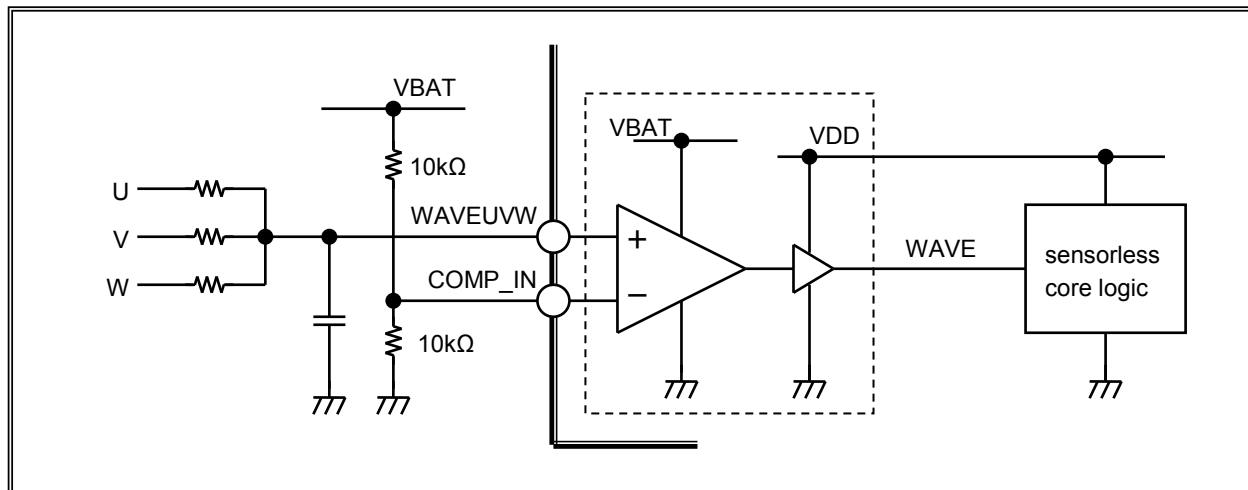 VBAT
10kΩ
U
V
W
WAVEUVW
COMP_IN
10kΩ
VBAT
VDD
+
−
WAVE
sensorless
core logic